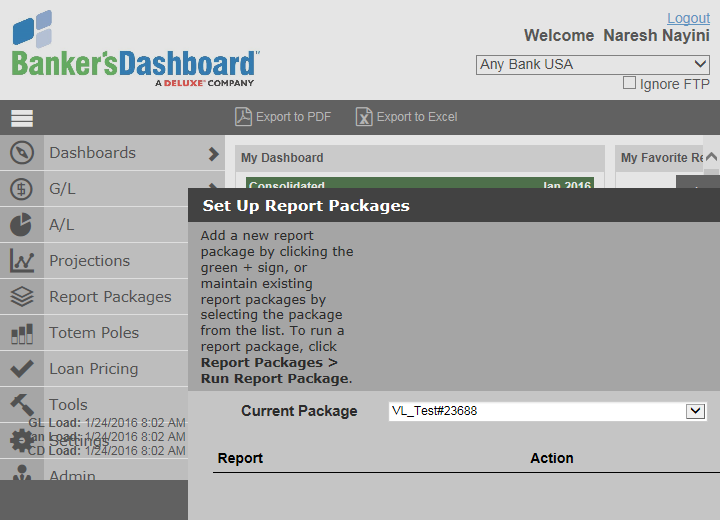 Logout
Welcome Naresh Nayini
Banker'sDashboard™
A DELUXE® COMPANY
Any Bank USA
Ignore FTP
Export to PDF
Export to Excel
Dashboards
G/L
A/L
Projections
Report Packages
Totem Poles
Loan Pricing
Tools
GL Load: 1/24/2016 8:02 AM
Settings
an Load: 1/24/2016 8:02 AM
CD Load: 1/24/2016 8:02 AM
Admin
My Dashboard
My Favorite Re
Consolidated
Jan 2016
Set Up Report Packages
Add a new report
package by clicking the
green + sign, or
maintain existing
report packages by
selecting the package
from the list. To run a
report package, click
Report Packages >
Run Report Package.
Current Package
VL_Test#23688
Report
Action